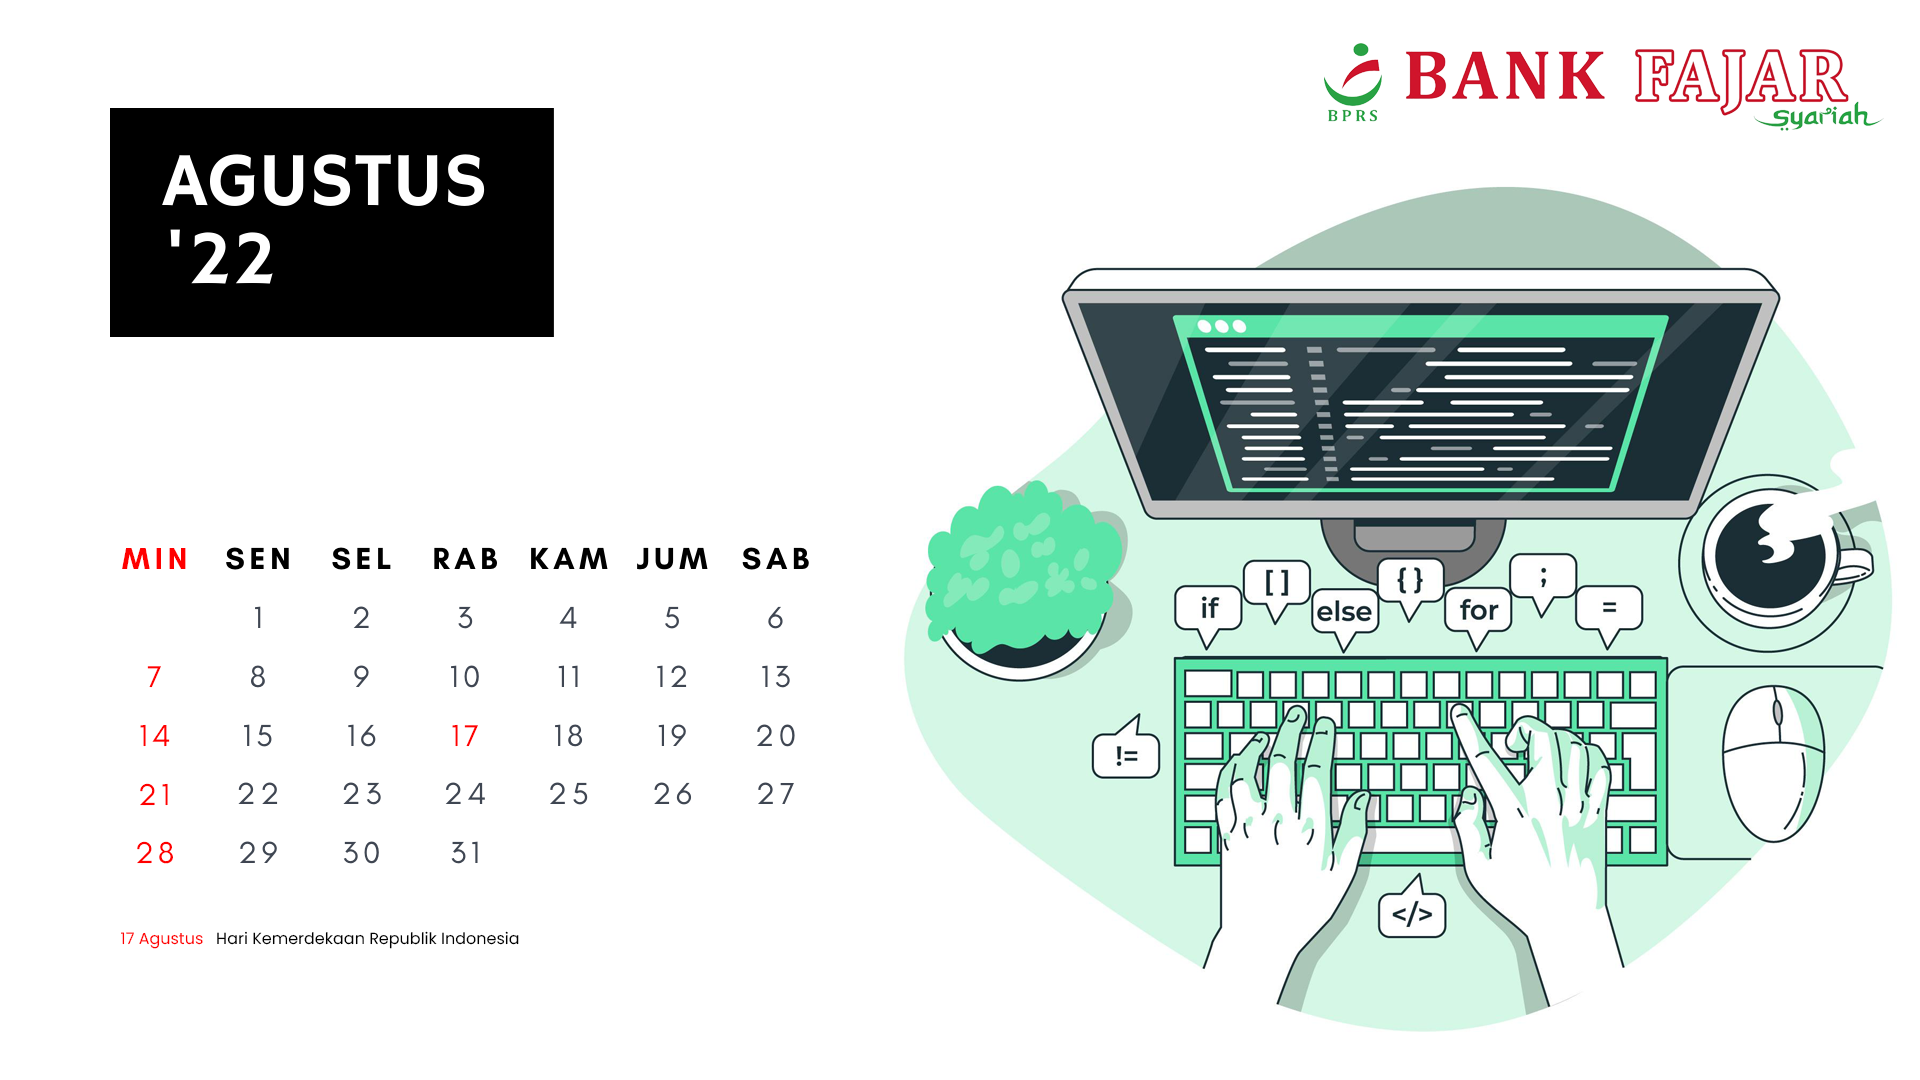 BPRS
BANK FAJAR
syariah
AGUSTUS
'22
MIN SEN SEL RAB KAM JUM SAB
1 2 3 4 5 6
7 8 9 10 11 12 13
14 15 16 17 18 19 20
21 22 23 24 25 26 27
28 29 30 31
17 Agustus Hari Kemerdekaan Republik Indonesia
if [ ] else { } for ; =
!=
</>